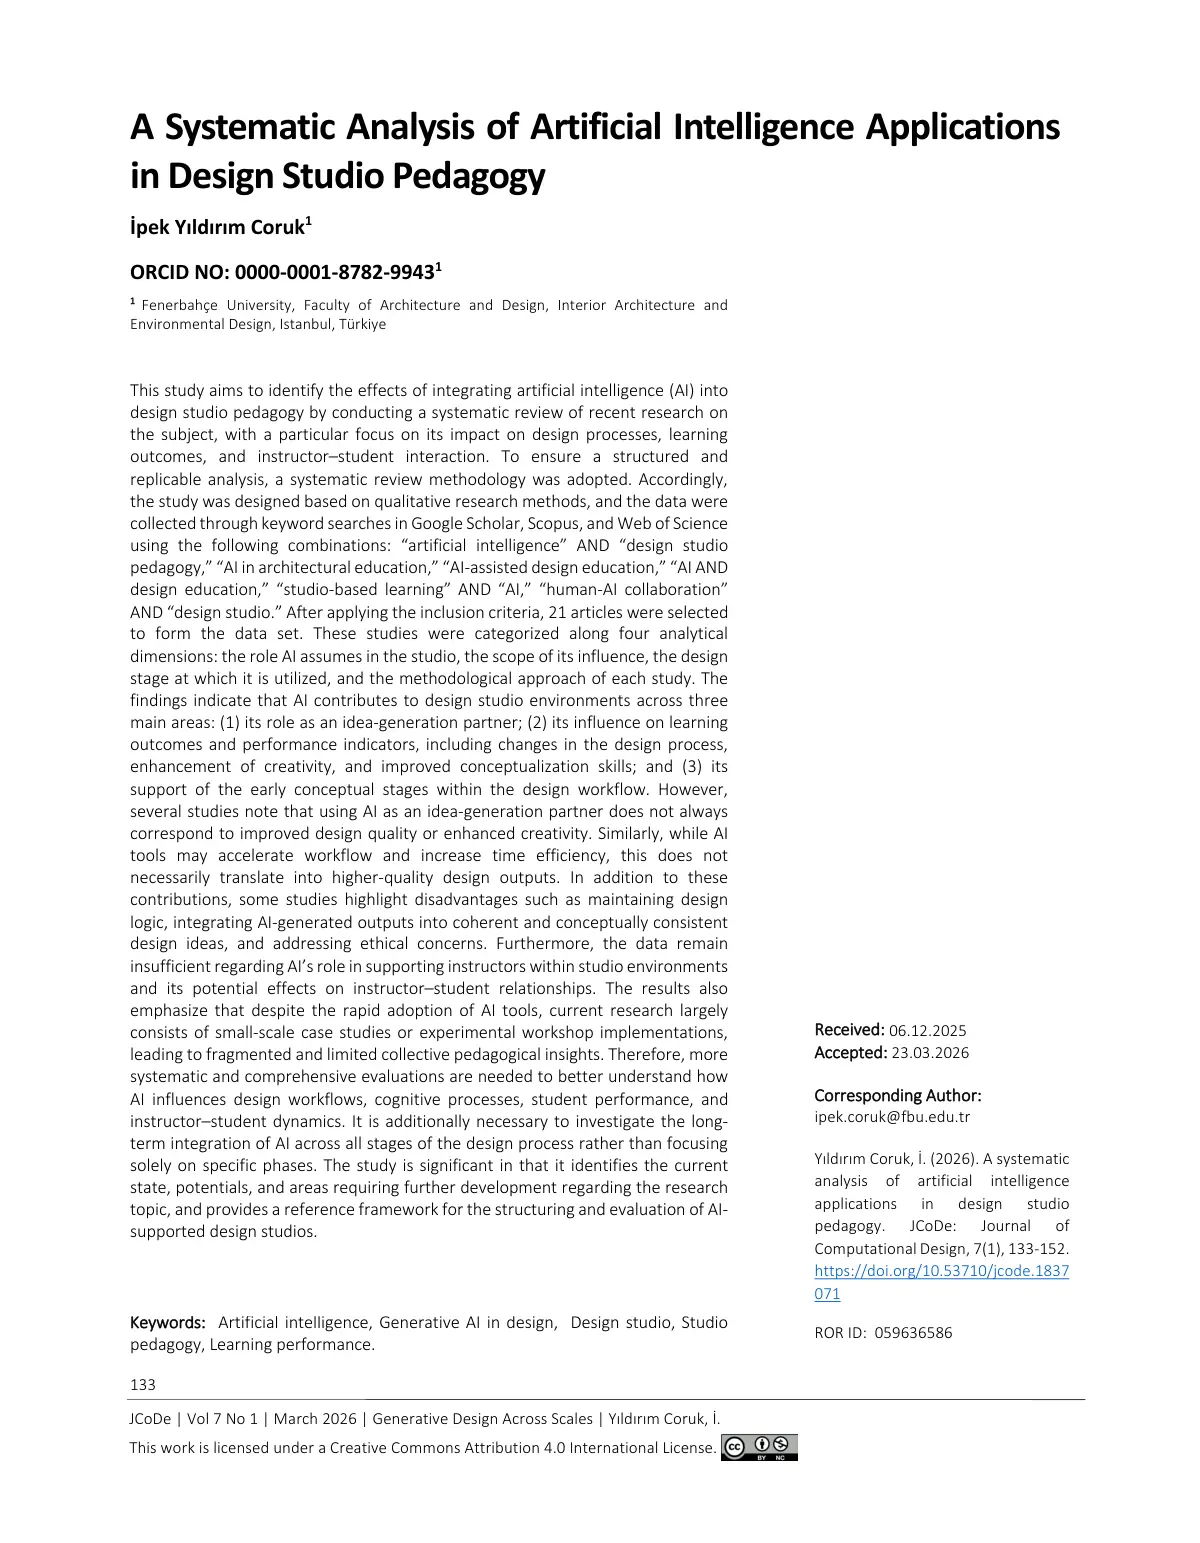 A Systematic Analysis of Artificial Intelligence Applications
in Design Studio Pedagogy
İpek Yıldırım Coruk1
ORCID NO: 0000-0001-8782-99431
1 Fenerbahçe University, Faculty of Architecture and Design, Interior Architecture and
Environmental Design, Istanbul, Türkiye
This study aims to identify the effects of integrating artificial intelligence (AI) into
design studio pedagogy by conducting a systematic review of recent research on
the subject, with a particular focus on its impact on design processes, learning
outcomes, and instructor–student interaction. To ensure a structured and
replicable analysis, a systematic review methodology was adopted. Accordingly,
the study was designed based on qualitative research methods, and the data were
collected through keyword searches in Google Scholar, Scopus, and Web of Science
using the following combinations: “artificial intelligence” AND “design studio
pedagogy,” “AI in architectural education,” “AI-assisted design education,” “AI AND
design education,” “studio-based learning” AND “AI,” “human-AI collaboration”
AND “design studio.” After applying the inclusion criteria, 21 articles were selected
to form the data set. These studies were categorized along four analytical
dimensions: the role AI assumes in the studio, the scope of its influence, the design
stage at which it is utilized, and the methodological approach of each study. The
findings indicate that AI contributes to design studio environments across three
main areas: (1) its role as an idea-generation partner; (2) its influence on learning
outcomes and performance indicators, including changes in the design process,
enhancement of creativity, and improved conceptualization skills; and (3) its
support of the early conceptual stages within the design workflow. However,
several studies note that using AI as an idea-generation partner does not always
correspond to improved design quality or enhanced creativity. Similarly, while AI
tools may accelerate workflow and increase time efficiency, this does not
necessarily translate into higher-quality design outputs. In addition to these
contributions, some studies highlight disadvantages such as maintaining design
logic, integrating AI-generated outputs into coherent and conceptually consistent
design ideas, and addressing ethical concerns. Furthermore, the data remain
insufficient regarding AI’s role in supporting instructors within studio environments
and its potential effects on instructor–student relationships. The results also
emphasize that despite the rapid adoption of AI tools, current research largely
consists of small-scale case studies or experimental workshop implementations,
leading to fragmented and limited collective pedagogical insights. Therefore, more
systematic and comprehensive evaluations are needed to better understand how
AI influences design workflows, cognitive processes, student performance, and
instructor–student dynamics. It is additionally necessary to investigate the long-
term integration of AI across all stages of the design process rather than focusing
solely on specific phases. The study is significant in that it identifies the current
state, potentials, and areas requiring further development regarding the research
topic, and provides a reference framework for the structuring and evaluation of AI-
supported design studios.
Keywords: Artificial intelligence, Generative AI in design, Design studio, Studio
pedagogy, Learning performance.
Received: 06.12.2025
Accepted: 23.03.2026
Corresponding Author:
ipek.coruk@fbu.edu.tr
Yıldırım Coruk, İ. (2026). A systematic
analysis of artificial intelligence
applications in design studio
pedagogy. JCoDe: Journal of
Computational Design, 7(1), 133-152.
https://doi.org/10.53710/jcode.1837
071
ROR ID: 059636586
133
JCoDe | Vol 7 No 1 | March 2026 | Generative Design Across Scales | Yıldırım Coruk, İ.
This work is licensed under a Creative Commons Attribution 4.0 International License.
cc BY NC